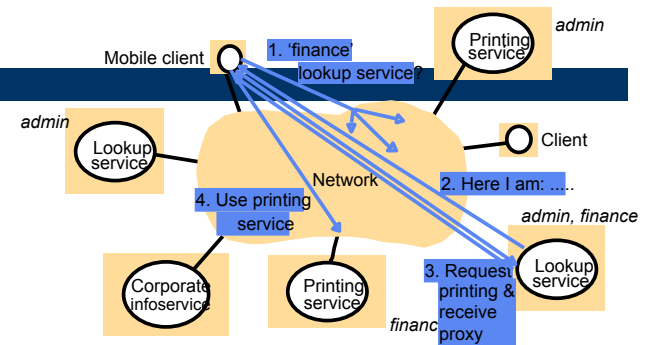 admin
Printing
service
1. ‘finance’
lookup service?
Mobile client
admin
Lookup
service
Client
Network
2. Here I am: .....
4. Use printing
service
admin, finance
Corporate
infoservice
Printing
service
3. Request
printing &
receive
proxy
Lookup
service
financ